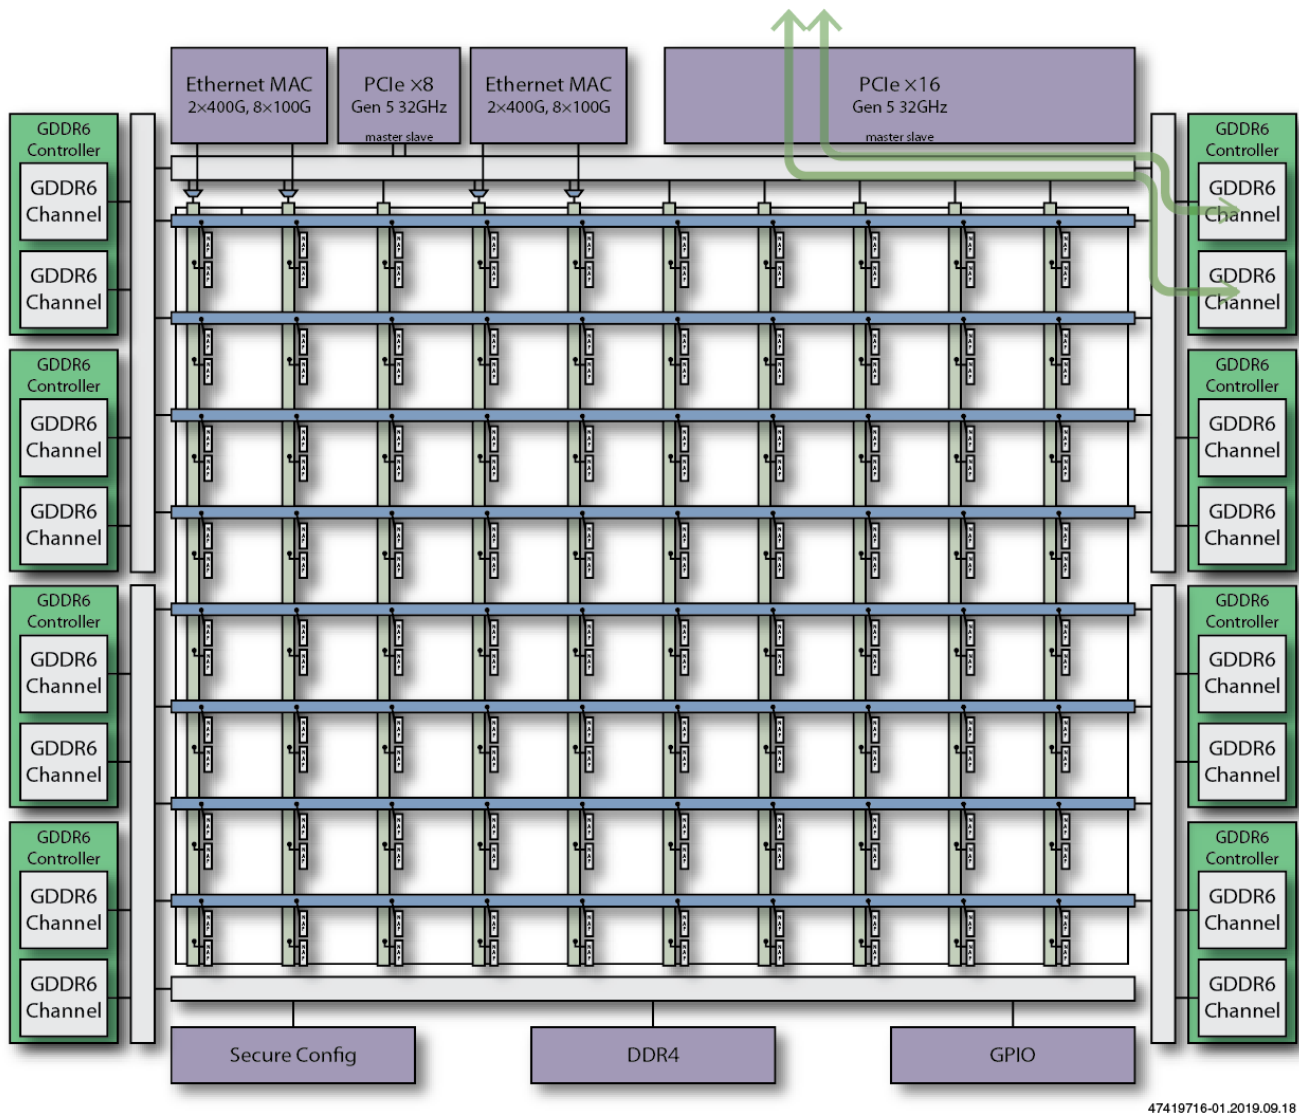 Ethernet MAC
2×400G, 8×100G
PCIe ×8
Gen 5 32GHz
master slave
Ethernet MAC
2×400G, 8×100G
PCIe ×16
Gen 5 32GHz
master slave
GDDR6
Controller
GDDR6
Channel
GDDR6
Channel
GDDR6
Controller
GDDR6
Channel
GDDR6
Channel
GDDR6
Controller
GDDR6
Channel
GDDR6
Channel
GDDR6
Controller
GDDR6
Channel
GDDR6
Channel
GDDR6
Controller
GDDR6
Channel
GDDR6
Channel
GDDR6
Controller
GDDR6
Channel
GDDR6
Channel
GDDR6
Controller
GDDR6
Channel
GDDR6
Channel
GDDR6
Controller
GDDR6
Channel
GDDR6
Channel
Secure Config
DDR4
GPIO
47419716-01.2019.09.18